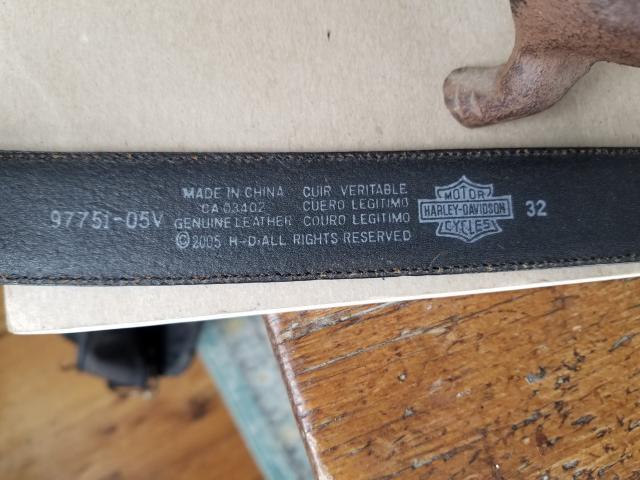 97751-05V
MADE IN CHINA CUIR VERITABLE
CA 03402 CUERO LEGITIMO
GENUINE LEATHER COURO LEGITIMO
©2005 H-D·ALL RIGHTS RESERVED
MOTOR
HARLEY-DAVIDSON
CYCLES
32